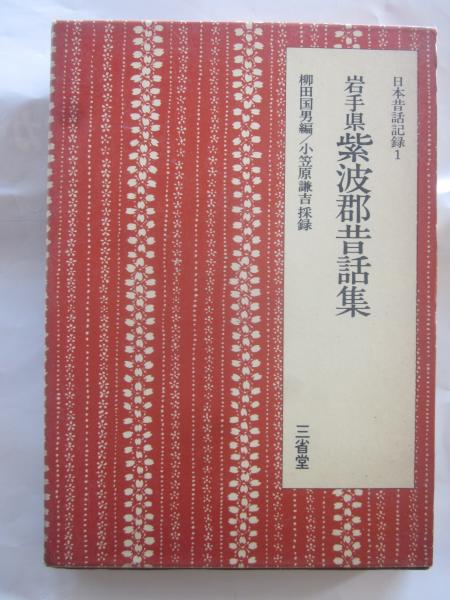 日本昔話記録1
岩手県紫波郡昔話集
柳田国男編/小笠原謙吉採録
三省堂